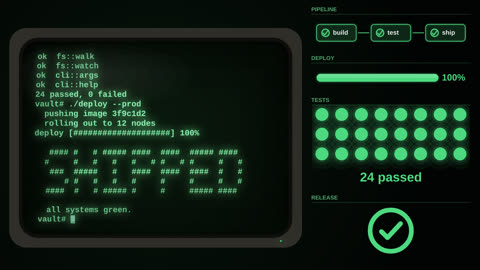 ok  fs::walk
ok  fs::watch
ok  cli::args
ok  cli::help
24 passed, 0 failed
vault# ./deploy --prod
pushing image 3f9c1d2
rolling out to 12 nodes
deploy [###################] 100%
SHIPPED
all systems green.
vault#
PIPELINE
build
test
ship
DEPLOY
100%
TESTS
24 passed
RELEASE